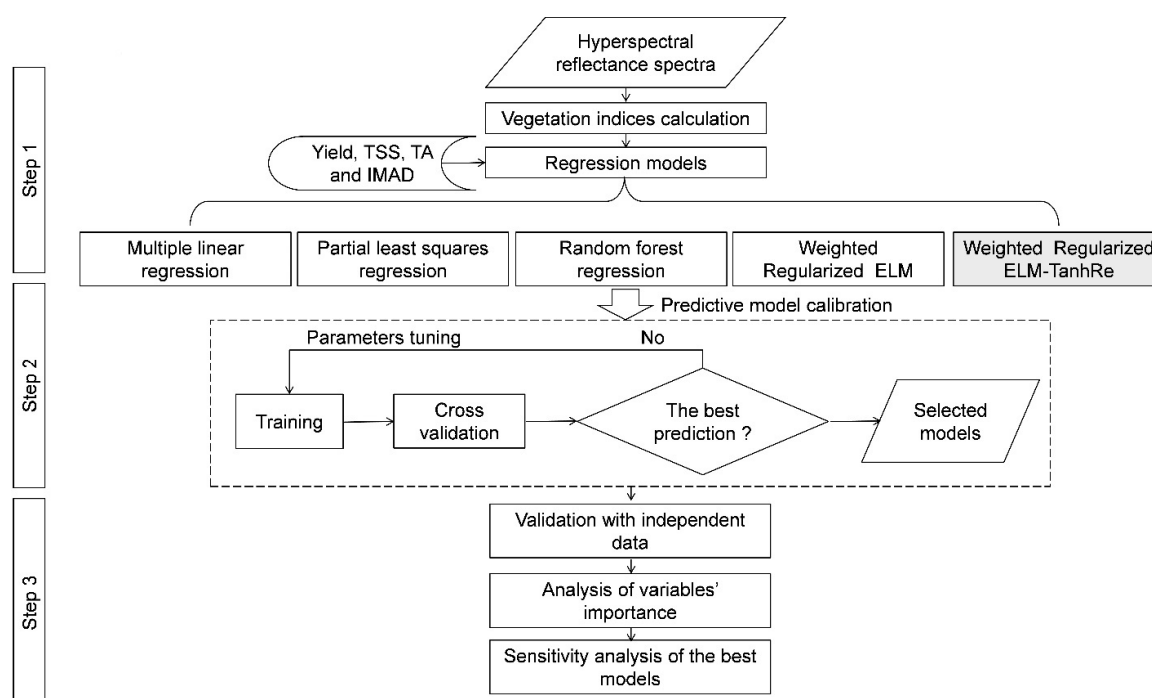 Hyperspectral
reflectance spectra
Step 1
Vegetation indices calculation
Yield, TSS, TA
and IMAD
Regression models
Multiple linear
regression
Partial least squares
regression
Random forest
regression
Weighted
Regularized ELM
Weighted Regularized
ELM-TanhRe
Predictive model calibration
Step 2
Parameters tuning
No
Training
Cross
validation
The best
prediction ?
Selected
models
Step 3
Validation with independent
data
Analysis of variables'
importance
Sensitivity analysis of the best
models